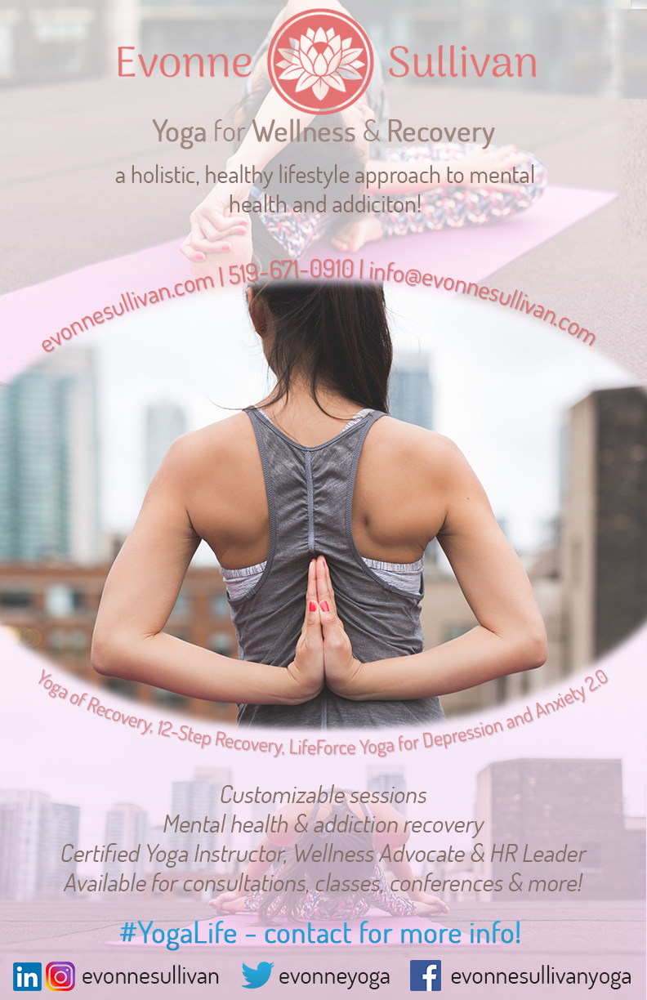 Evonne Sullivan
Yoga for Wellness & Recovery
a holistic, healthy lifestyle approach to mental
health and addiciton!
evonnesullivan.com | 519-671-0910 | info@evonnesullivan.com
Yoga of Recovery, 12-Step Recovery, LifeForce Yoga for Depression and Anxiety 2.0
Customizable sessions
Mental health & addiction recovery
Certified Yoga Instructor, Wellness Advocate & HR Leader
Available for consultations, classes, conferences & more!
#YogaLife - contact for more info!
in evonnesullivan evonneyoga f evonnesullivanyoga